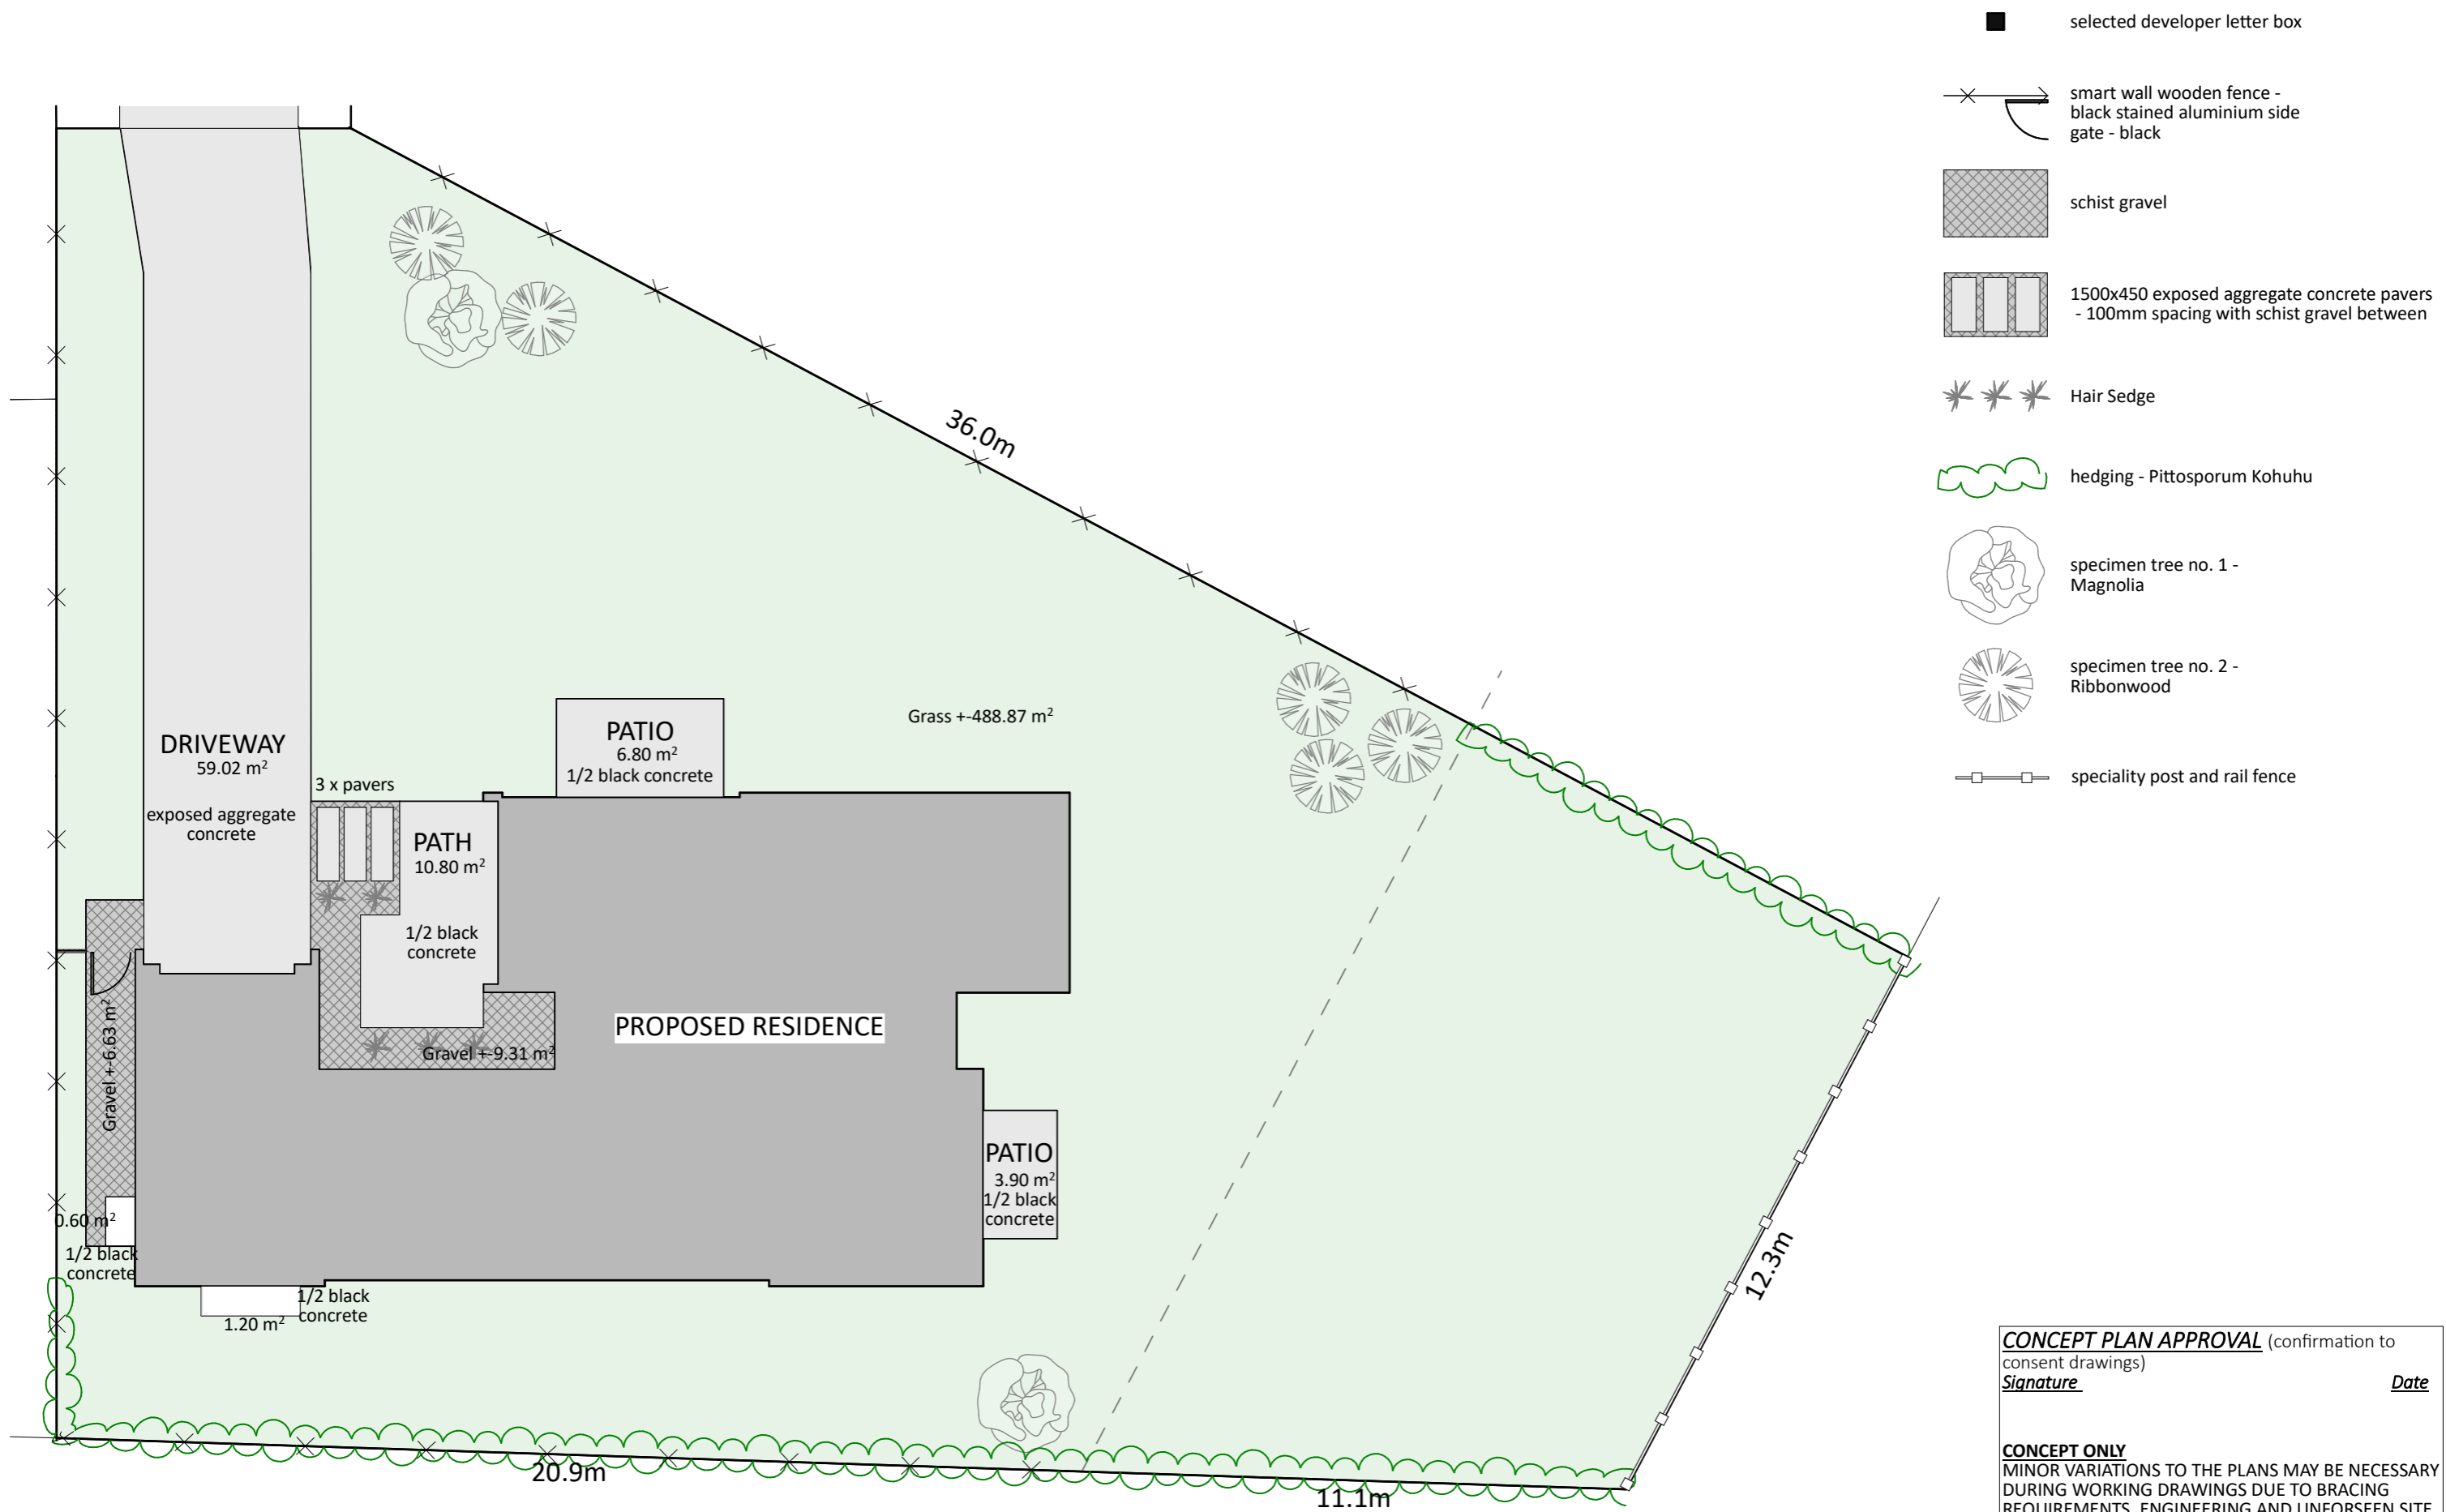 selected developer letter box
smart wall wooden fence -
black stained aluminium side
gate - black
schist gravel
1500x450 exposed aggregate concrete pavers
- 100mm spacing with schist gravel between
Hair Sedge
hedging - Pittosporum Kohuhu
specimen tree no. 1 -
Magnolia
specimen tree no. 2 -
Ribbonwood
speciality post and rail fence
36.0m
Grass +-488.87 m²
DRIVEWAY
59.02 m²
exposed aggregate
concrete
3 x pavers
PATIO
6.80 m²
1/2 black concrete
PATH
10.80 m²
1/2 black
concrete
PROPOSED RESIDENCE
Gravel +-9.31 m²
Gravel +-6.63 m²
PATIO
3.90 m²
1/2 black
concrete
0.60 m²
1/2 black
concrete
1/2 black
concrete
1.20 m²
12.3m
20.9m
11.1m
CONCEPT PLAN APPROVAL (confirmation to
consent drawings)
Signature Date
CONCEPT ONLY
MINOR VARIATIONS TO THE PLANS MAY BE NECESSARY
DURING WORKING DRAWINGS DUE TO BRACING
REQUIREMENTS, ENGINEERING AND UNFORSEEN SITE